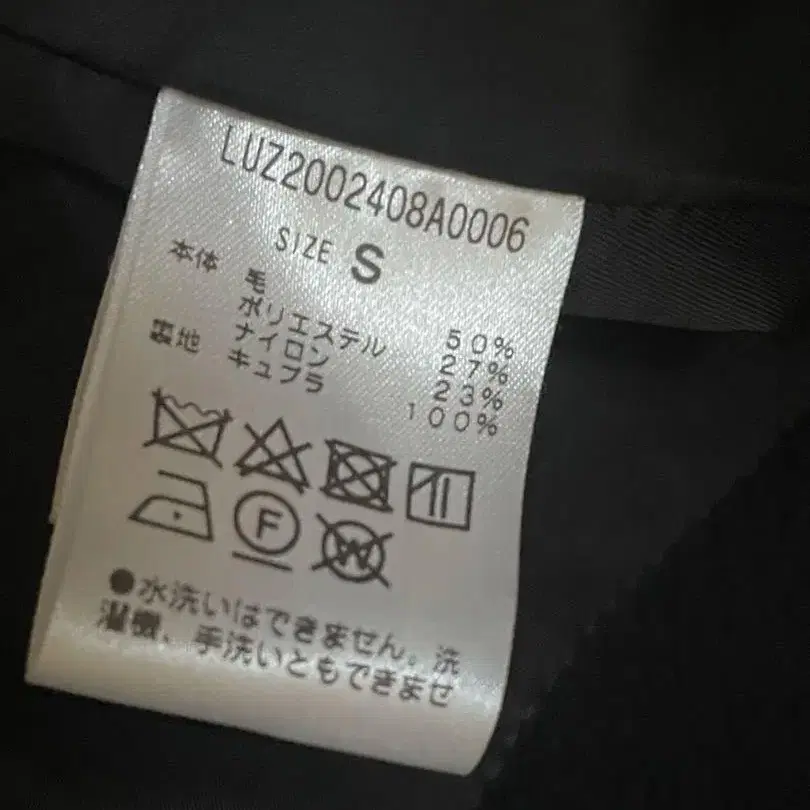 LUZ2002408A0006
SIZE S
本体 毛 50%
ポリエステル 27%
ナイロン 23%
裏地 キュプラ 100%
F
W
●水洗いはできません。洗
濯機、手洗いともできませ